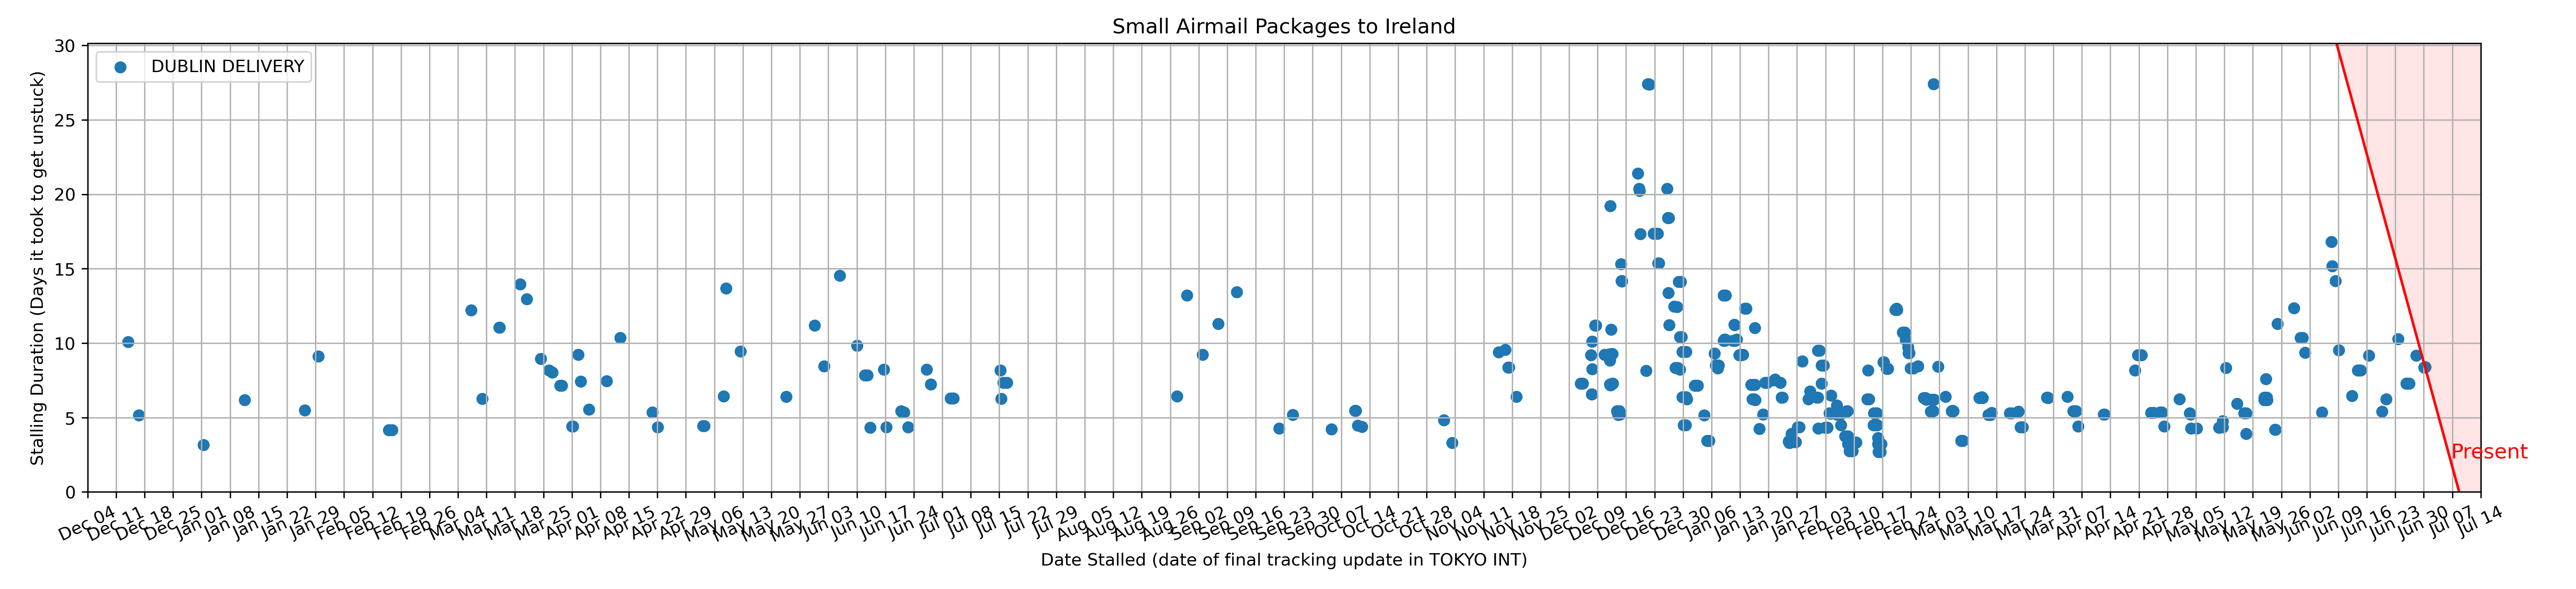 Small Airmail Packages to Ireland
DUBLIN DELIVERY
Stalling Duration (Days it took to get unstuck)
30
25
20
15
10
5
0
Present
Dec 04
Dec 11
Dec 18
Dec 25
Jan 01
Jan 08
Jan 15
Jan 22
Jan 29
Feb 05
Feb 12
Feb 19
Feb 26
Mar 04
Mar 11
Mar 18
Mar 25
Apr 01
Apr 08
Apr 15
Apr 22
Apr 29
May 06
May 13
May 20
May 27
Jun 03
Jun 10
Jun 17
Jun 24
Jul 01
Jul 08
Jul 15
Jul 22
Jul 29
Aug 05
Aug 12
Aug 19
Aug 26
Sep 02
Sep 09
Sep 16
Sep 23
Sep 30
Oct 07
Oct 14
Oct 21
Oct 28
Nov 04
Nov 11
Nov 18
Nov 25
Dec 02
Dec 09
Dec 16
Dec 23
Dec 30
Jan 06
Jan 13
Jan 20
Jan 27
Feb 03
Feb 10
Feb 17
Feb 24
Mar 03
Mar 10
Mar 17
Mar 24
Mar 31
Apr 07
Apr 14
Apr 21
Apr 28
May 05
May 12
May 19
May 26
Jun 02
Jun 09
Jun 16
Jun 23
Jun 30
Jul 07
Jul 14
Date Stalled (date of final tracking update in TOKYO INT)